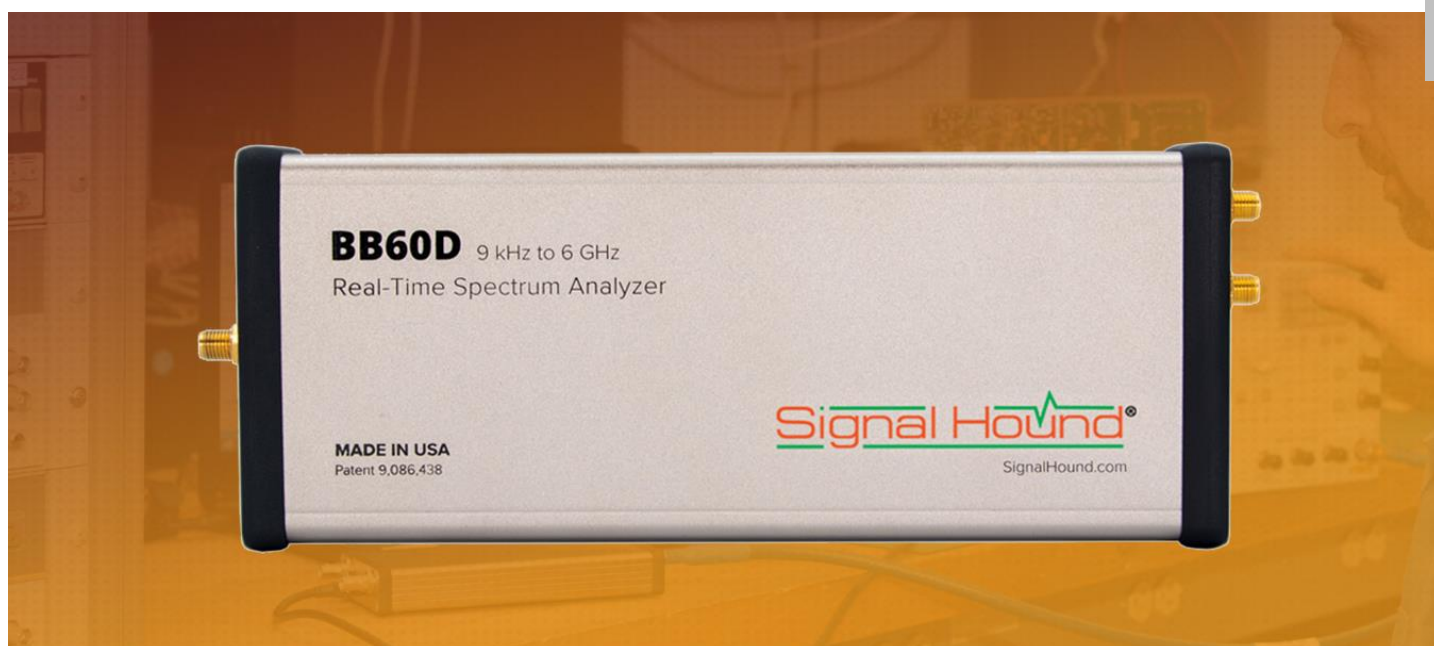 BB60D 9 kHz to 6 GHz
Real-Time Spectrum Analyzer
MADE IN USA
Patent 9,086,438
Signal Hound®
SignalHound.com